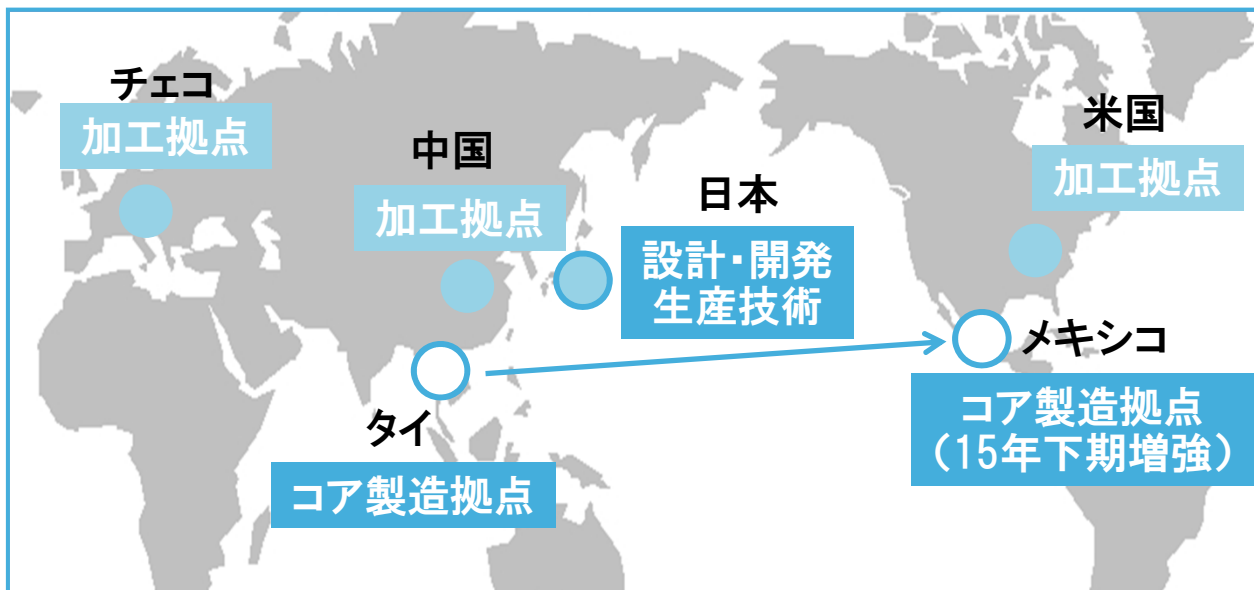 チェコ
加工拠点
中国
加工拠点
日本
設計・開発
生産技術
米国
加工拠点
タイ
コア製造拠点
メキシコ
コア製造拠点
（15年下期増強）